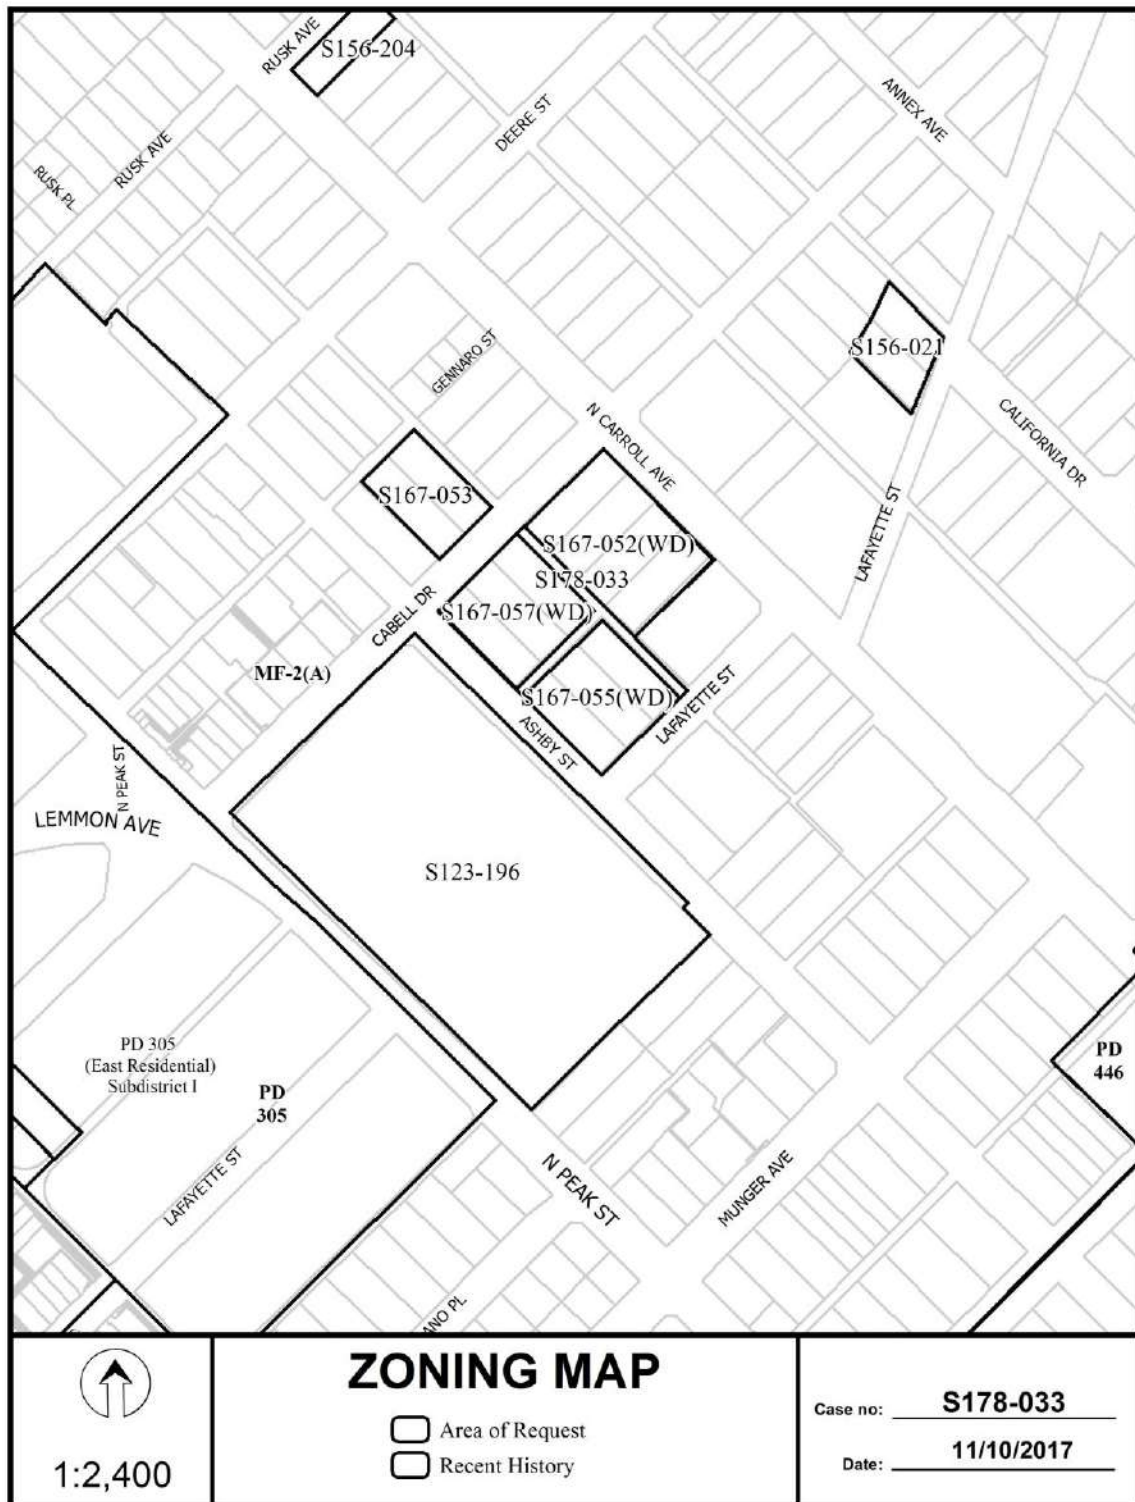 RUSK AVE
S156-204
ANNEX AVE
DEERE ST
RUSK AVE
RUSK PL
GENNARO ST
S156-021
N CARROLL AVE
CALIFORNIA DR
S167-053
LAFAYETTE ST
S167-052(WD)
S178-033
S167-057(WD)
CABELL DR
MF-2(A)
S167-055(WD)
LAFAYETTE ST
ASHBY ST
N PEAK ST
LEMMON AVE
S123-196
PD 305
(East Residential)
Subdistrict I
PD
305
PD
446
LAFAYETTE ST
N PEAK ST
MUNGER AVE
ANO PL
1:2,400
ZONING MAP
Area of Request
Recent History
Case no: S178-033
Date: 11/10/2017